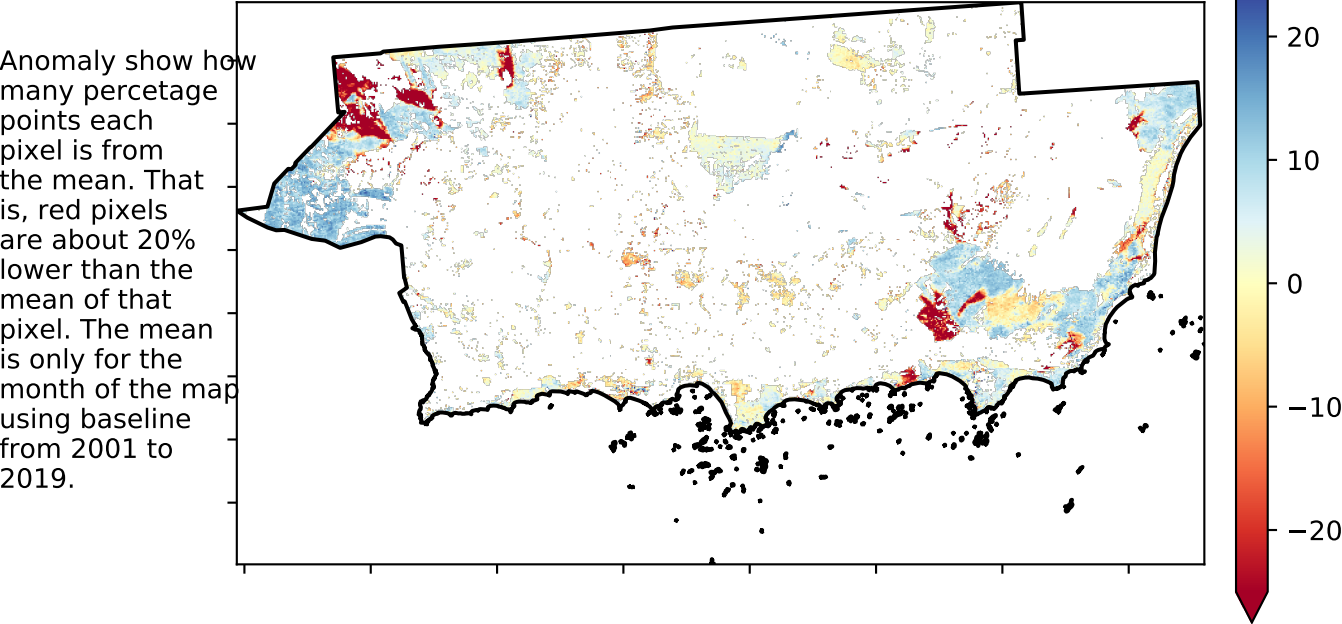 Anomaly show how
many percetage
points each
pixel is from
the mean. That
is, red pixels
are about 20%
lower than the
mean of that
pixel. The mean
is only for the
month of the map
using baseline
from 2001 to
2019.
20
10
0
−10
−20